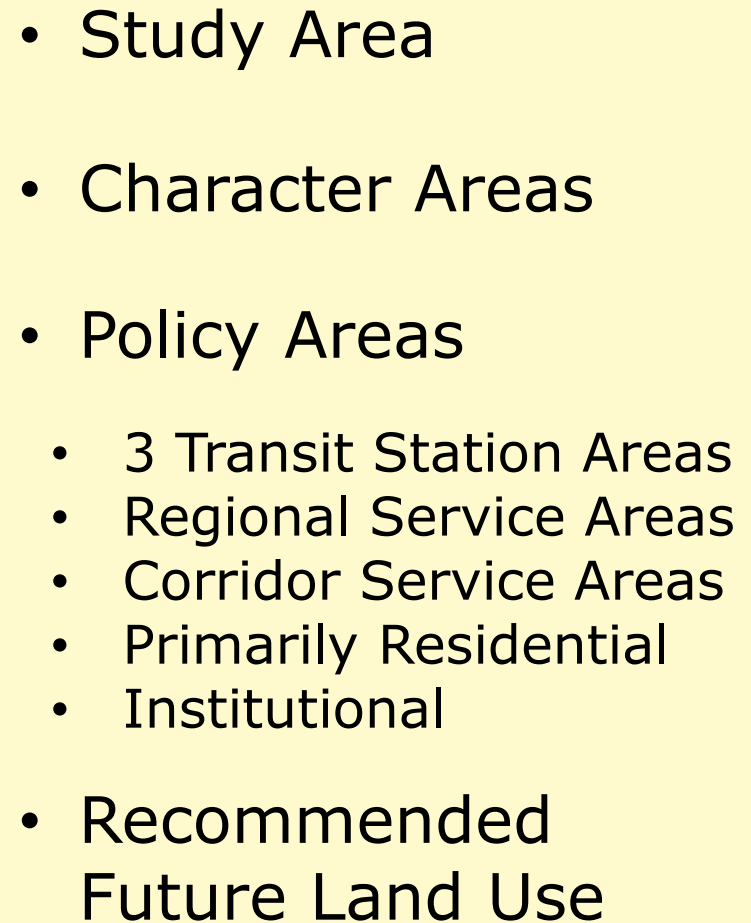 • Study Area
• Character Areas
• Policy Areas
• 3 Transit Station Areas
• Regional Service Areas
• Corridor Service Areas
• Primarily Residential
• Institutional
• Recommended
Future Land Use